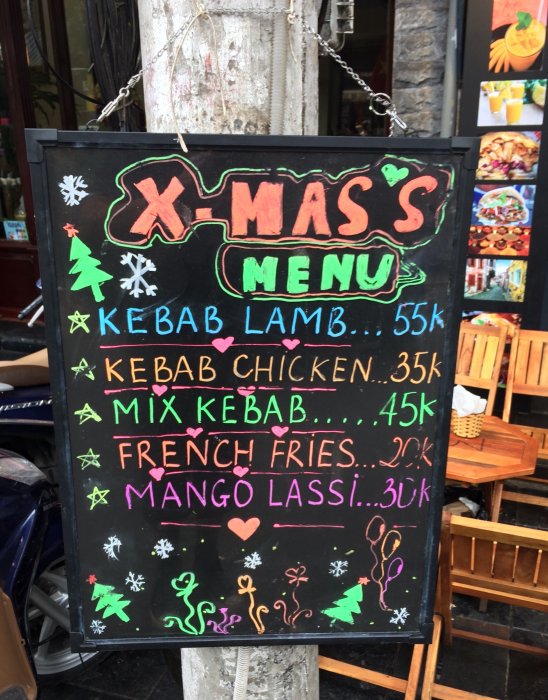 X-MAS'S
MENU
KEBAB LAMB... 55K
KEBAB CHICKEN...35K
MIX KEBAB.....45K
FRENCH FRIES...20K
MANGO LASSI...30K